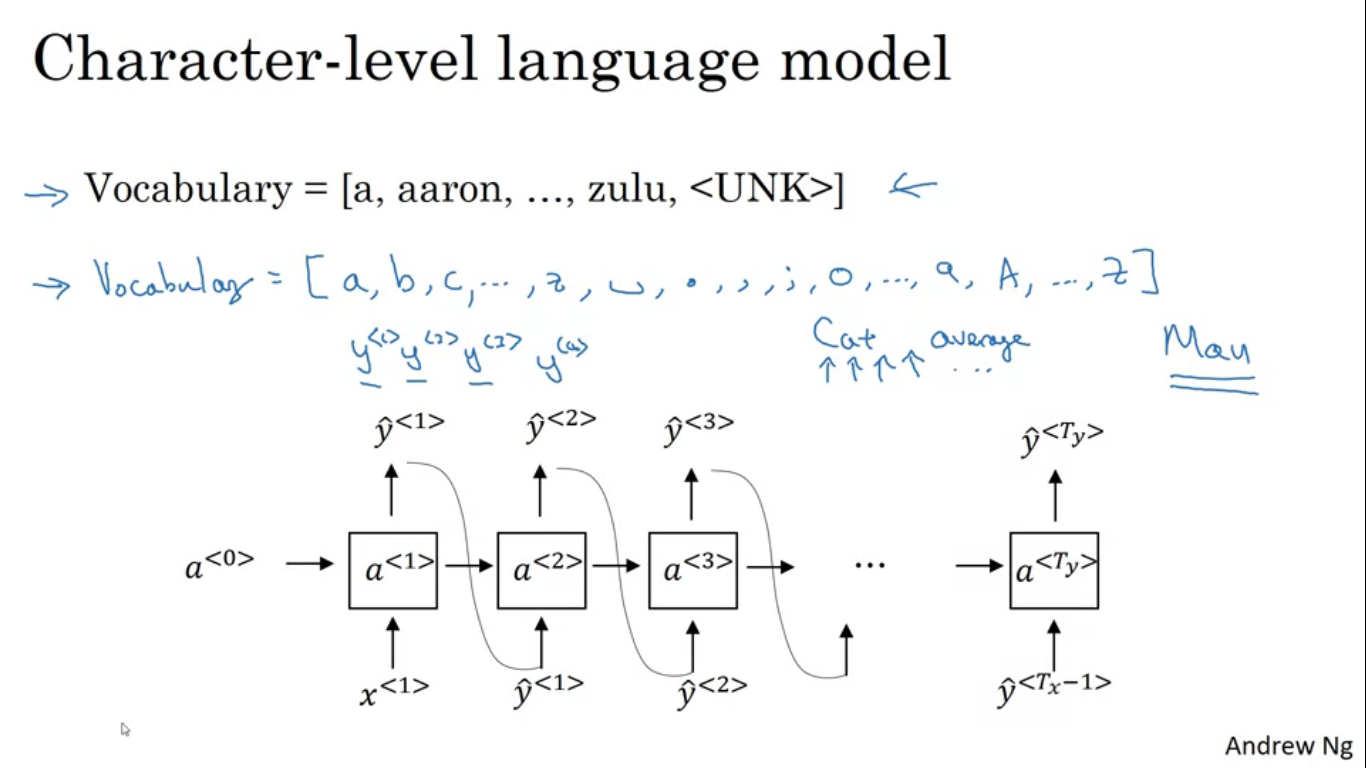 Character-level language model
→ Vocabulary = [a, aaron, …, zulu, <UNK>] ←
→ Vocabulary = [ a, b, c, ..., z, ␣, ., ,, ;, 0, ..., 9, A, ..., Z ]
y<1> y<2> y<3> y<4> Cat average Mau
ŷ<1> ŷ<2> ŷ<3> ŷ<Ty>
a<0> a<1> a<2> a<3> … a<Ty>
x<1> ŷ<1> ŷ<2> ŷ<Tx−1>
Andrew Ng